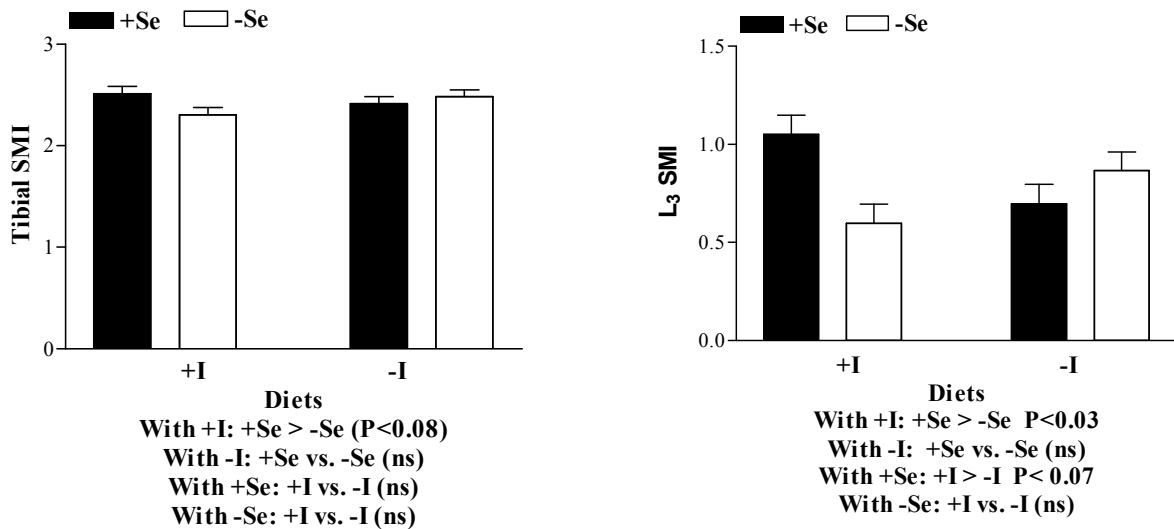 +Se -Se
3
2
1
0
Tibial SMI
+I -I
Diets
With +I: +Se > -Se (P<0.08)
With -I: +Se vs. -Se (ns)
With +Se: +I vs. -I (ns)
With -Se: +I vs. -I (ns)
+Se -Se
1.5
1.0
0.5
0.0
L₃ SMI
+I -I
Diets
With +I: +Se > -Se P<0.03
With -I: +Se vs. -Se (ns)
With +Se: +I > -I P< 0.07
With -Se: +I vs. -I (ns)